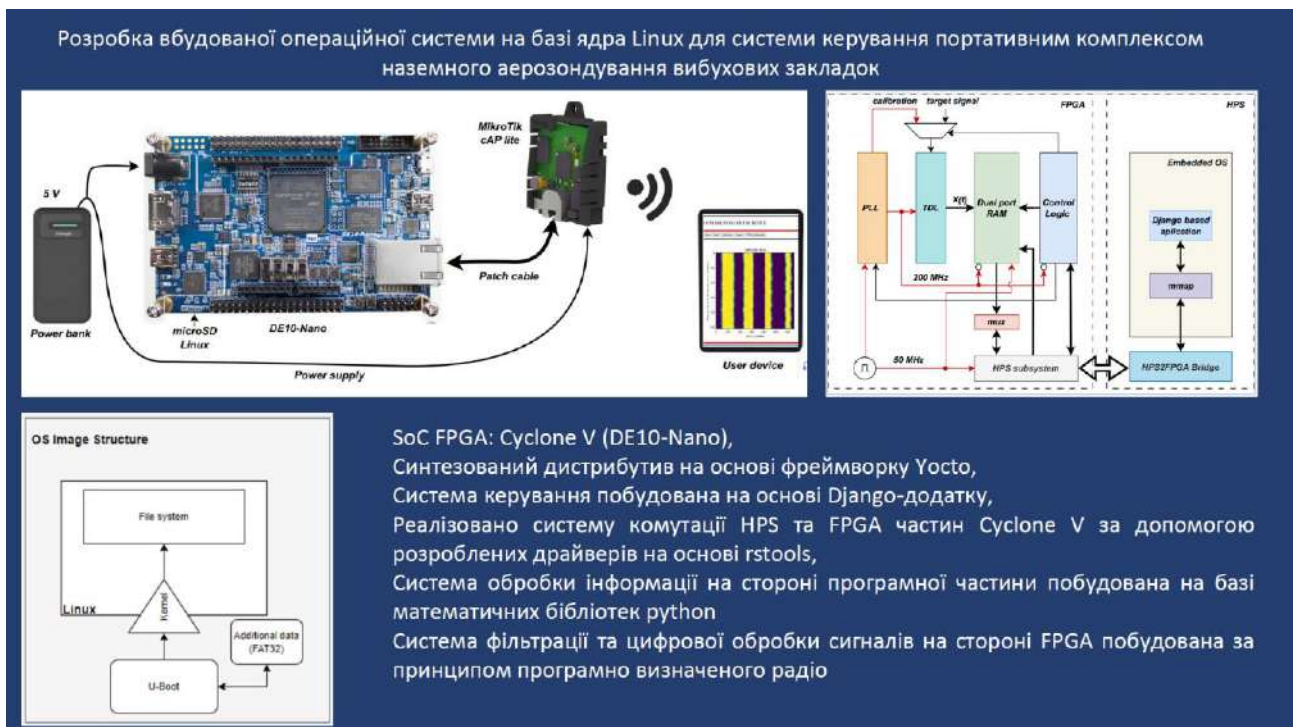 Розробка вбудованої операційної системи на базі ядра Linux для системи керування портативним комплексом
наземного аерозондування вибухових закладок
5 V
Power bank
microSD
Linux
DE10-Nano
Power supply
Patch cable
MikroTik
cAP lite
User device
calibration
target signal
FPGA
HPS
PLL
TDL
X(t)
Dual port
RAM
Control
Logic
200 MHz
mux
50 MHz
HPS subsystem
Embedded OS
Django based
aplication
mmap
HPS2FPGA Bridge
OS Image Structure
File system
Linux
Kernel
Additional data
(FAT32)
U-Boot
SoC FPGA: Cyclone V (DE10-Nano),
Синтезований дистрибутив на основі фреймворку Yocto,
Система керування побудована на основі Django-додатку,
Реалізовано систему комутації HPS та FPGA частин Cyclone V за допомогою
розроблених драйверів на основі rstools,
Система обробки інформації на стороні програмної частини побудована на базі
математичних бібліотек python
Система фільтрації та цифрової обробки сигналів на стороні FPGA побудована за
принципом програмно визначеного радіо